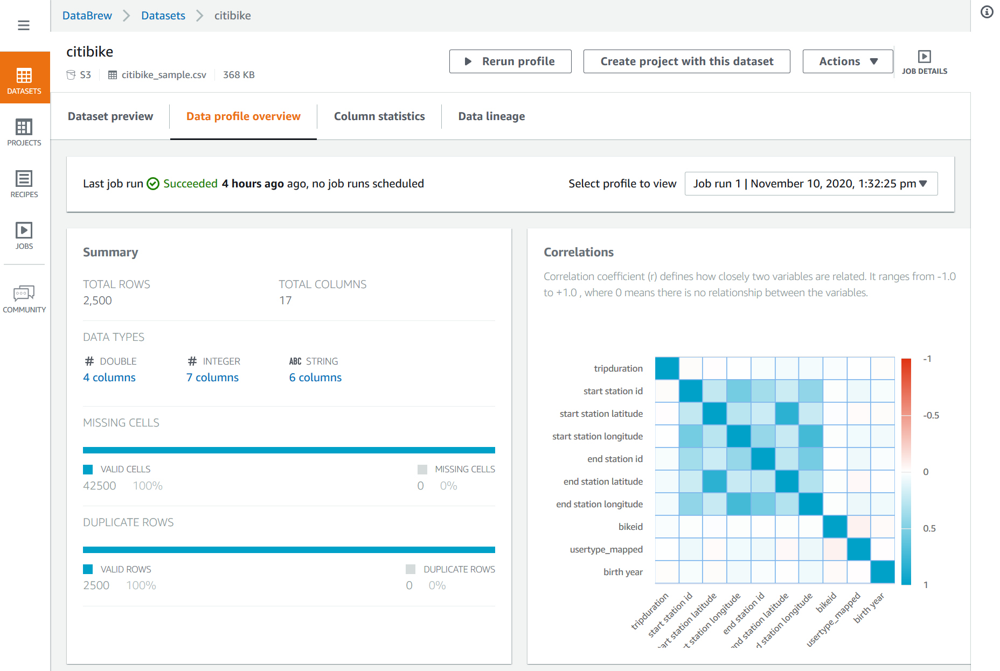 DataBrew
Datasets
citibike
DATASETS
PROJECTS
RECIPES
JOBS
COMMUNITY
citibike
S3
citibike_sample.csv
368 KB
Rerun profile
Create project with this dataset
Actions
JOB DETAILS
Dataset preview
Data profile overview
Column statistics
Data lineage
Last job run Succeeded 4 hours ago ago, no job runs scheduled
Select profile to view
Job run 1 | November 10, 2020, 1:32:25 pm
Summary
TOTAL ROWS
2,500
TOTAL COLUMNS
17
DATA TYPES
# DOUBLE
4 columns
# INTEGER
7 columns
ABC STRING
6 columns
MISSING CELLS
VALID CELLS
42500 100%
MISSING CELLS
0 0%
DUPLICATE ROWS
VALID ROWS
2500 100%
DUPLICATE ROWS
0 0%
Correlations
Correlation coefficient (r) defines how closely two variables are related. It ranges from -1.0
to +1.0 , where 0 means there is no relationship between the variables.
tripduration
start station id
start station latitude
start station longitude
end station id
end station latitude
end station longitude
bikeid
usertype_mapped
birth year
-1
-0.5
0
0.5
1
tripduration
start station id
tart station latitude
rt station longitude
end station id
end station latitude
d station longitude
bikeid
usertype_mapped
birth year